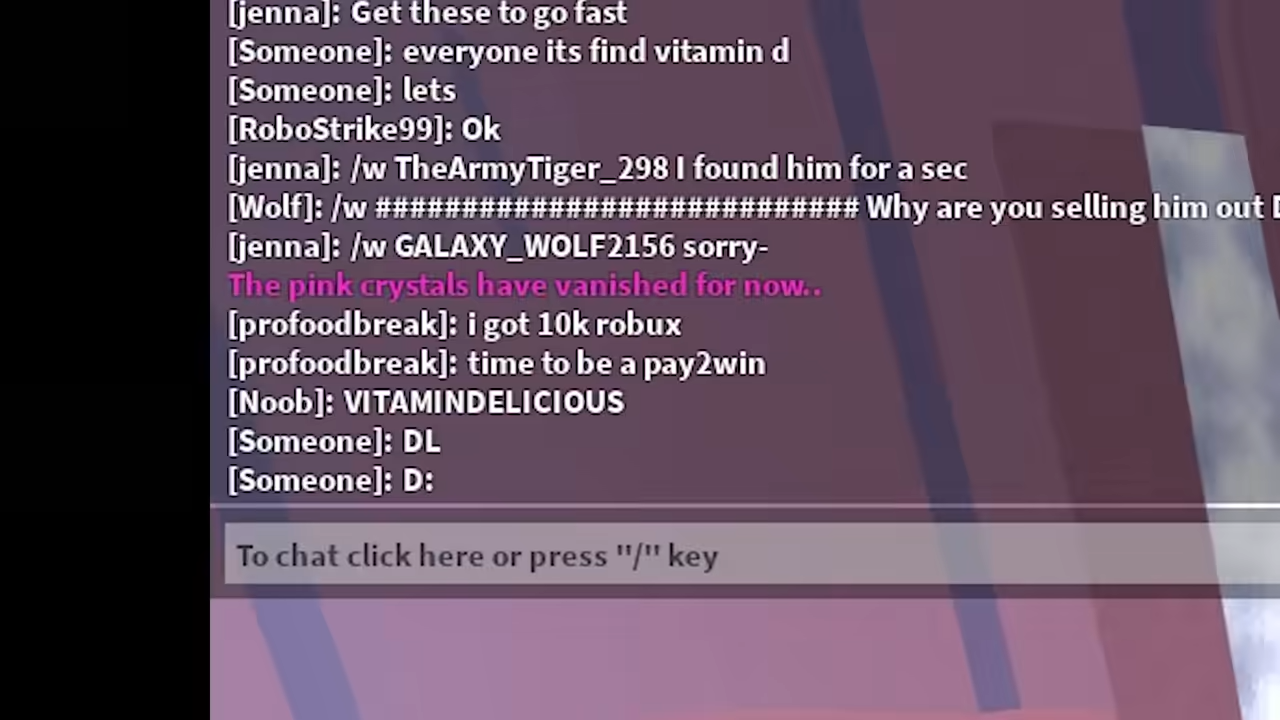 [jenna]: Get these to go fast
[Someone]: everyone its find vitamin d
[Someone]: lets
[RoboStrike99]: Ok
[jenna]: /w TheArmyTiger_298 I found him for a sec
[Wolf]: /w ############################ Why are you selling him out
[jenna]: /w GALAXY_WOLF2156 sorry-
The pink crystals have vanished for now..
[profoodbreak]: i got 10k robux
[profoodbreak]: time to be a pay2win
[Noob]: VITAMINDELICIOUS
[Someone]: DL
[Someone]: D:
To chat click here or press "/" key